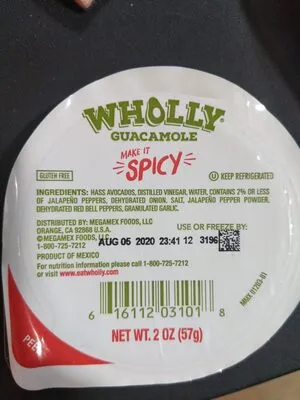 WHOLLY
GUACAMOLE
MAKE IT
SPICY
GLUTEN FREE
U KEEP REFRIGERATED
INGREDIENTS: HASS AVOCADOS, DISTILLED VINEGAR, WATER, CONTAINS 2% OR LESS
OF JALAPEÑO PEPPERS, DEHYDRATED ONION, SALT, JALAPEÑO PEPPER POWDER,
DEHYDRATED RED BELL PEPPERS, GRANULATED GARLIC.
DISTRIBUTED BY: MEGAMEX FOODS, LLC
ORANGE, CA 92868 U.S.A.
©MEGAMEX FOODS, LLC
1-800-725-7212
USE OR FREEZE BY:
AUG 05 2020 23:41 12 3196
PRODUCT OF MEXICO
For nutrition information please call 1-800-725-7212
or visit www.eatwholly.com
6 16112 03101 8
NET WT. 2 OZ (57g)
PEEL